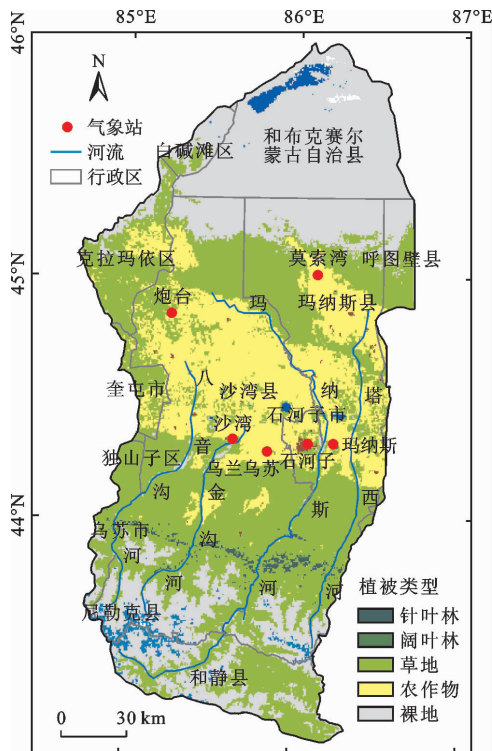 85°E
86°E
87°E
46°N
N
气象站
河流
行政区
白碱滩区
和布克赛尔
蒙古自治县
克拉玛依区
莫索湾
呼图壁县
45°N
炮台
玛
玛纳斯县
奎屯市
八
沙湾县
纳
塔
石河子市
沙湾
音
玛纳斯
独山子区
乌兰乌苏
石河子
沟
金
西
44°N
乌苏市
沟
斯
河
河
河
河
尼勒克县
和静县
植被类型
针叶林
阔叶林
草地
农作物
裸地
0 30 km